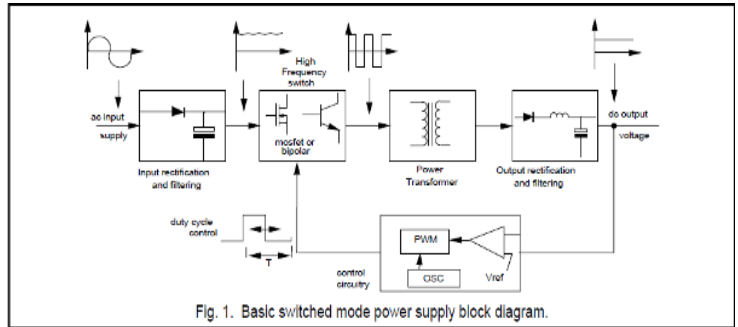 High
Frequency
switch
ac input
supply
mosfet or
bipolar
dc output
voltage
Input rectification
and filtering
Power
Transformer
Output rectification
and filtering
duty cycle
control
T
PWM
OSC
Vref
control
circuitry
Fig. 1. Basic switched mode power supply block diagram.